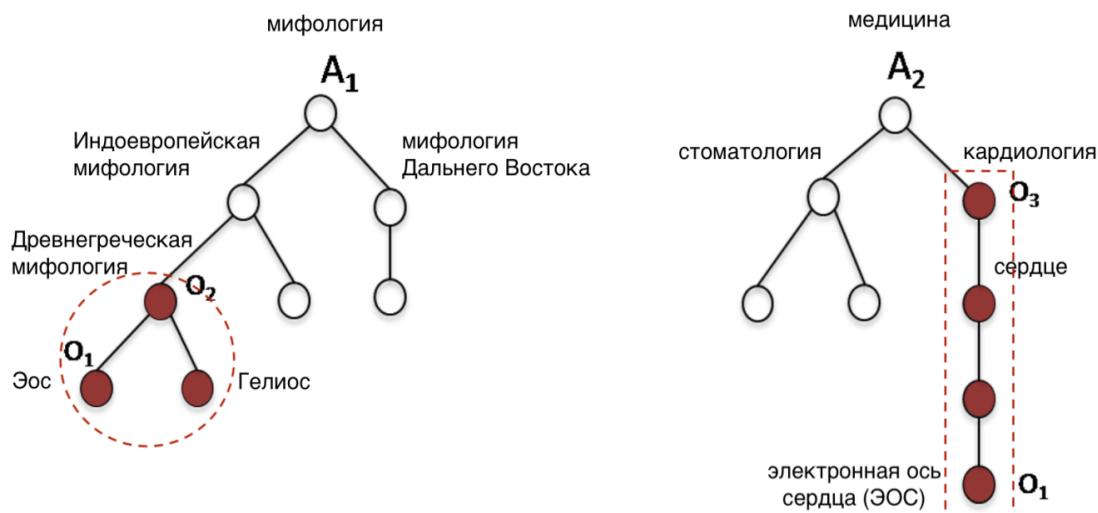 мифология
A₁
Индоевропейская
мифология
мифология
Дальнего Востока
Древнегреческая
мифология
O₂
O₁
Эос
Гелиос
медицина
A₂
стоматология
кардиология
O₃
сердце
электронная ось
сердца (ЭОС)
O₁